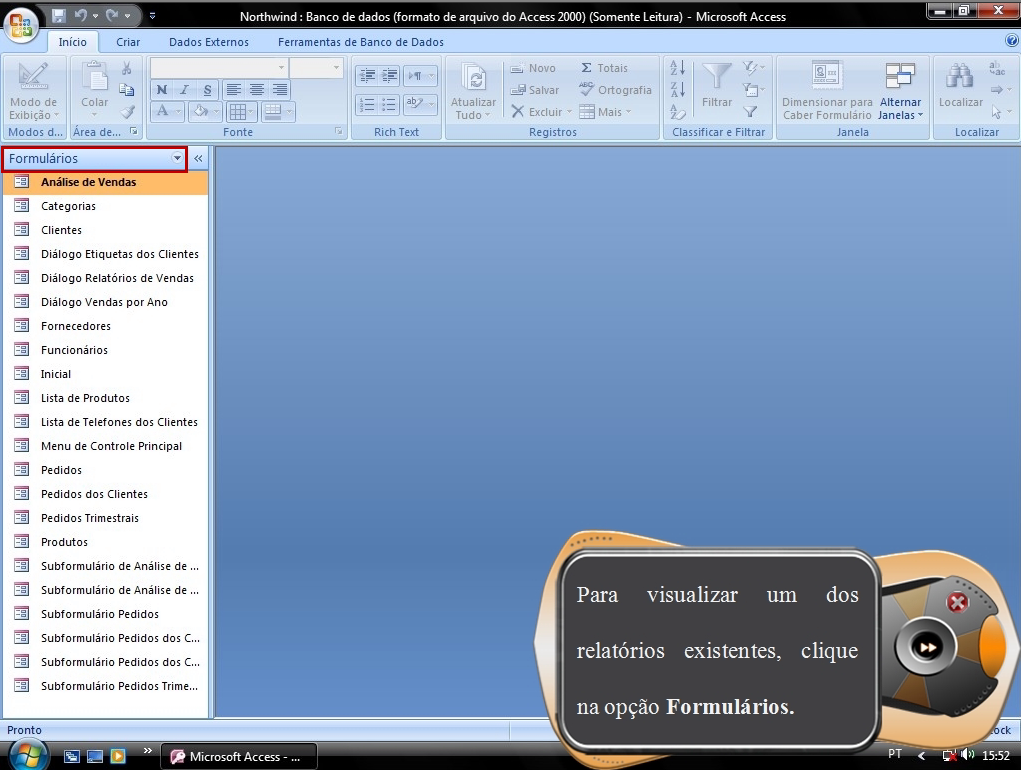 Northwind : Banco de dados (formato de arquivo do Access 2000) (Somente Leitura) - Microsoft Access
Início Criar Dados Externos Ferramentas de Banco de Dados
Modo de Exibição
Modos d...
Colar
Área de...
N I S
A
ab
Fonte
Rich Text
Atualizar Tudo
Novo
Salvar
Excluir
Σ Totais
ABC Ortografia
Mais
Registros
Filtrar
Classificar e Filtrar
Dimensionar para Caber Formulário
Alternar Janelas
Janela
Localizar
Localizar
Formulários «
Análise de Vendas
Categorias
Clientes
Diálogo Etiquetas dos Clientes
Diálogo Relatórios de Vendas
Diálogo Vendas por Ano
Fornecedores
Funcionários
Inicial
Lista de Produtos
Lista de Telefones dos Clientes
Menu de Controle Principal
Pedidos
Pedidos dos Clientes
Pedidos Trimestrais
Produtos
Subformulário de Análise de ...
Subformulário de Análise de ...
Subformulário Pedidos
Subformulário Pedidos dos C...
Subformulário Pedidos dos C...
Subformulário Pedidos Trime...
Para visualizar um dos
relatórios existentes, clique
na opção Formulários.
Pronto
ock
Microsoft Access - ...
PT
15:52